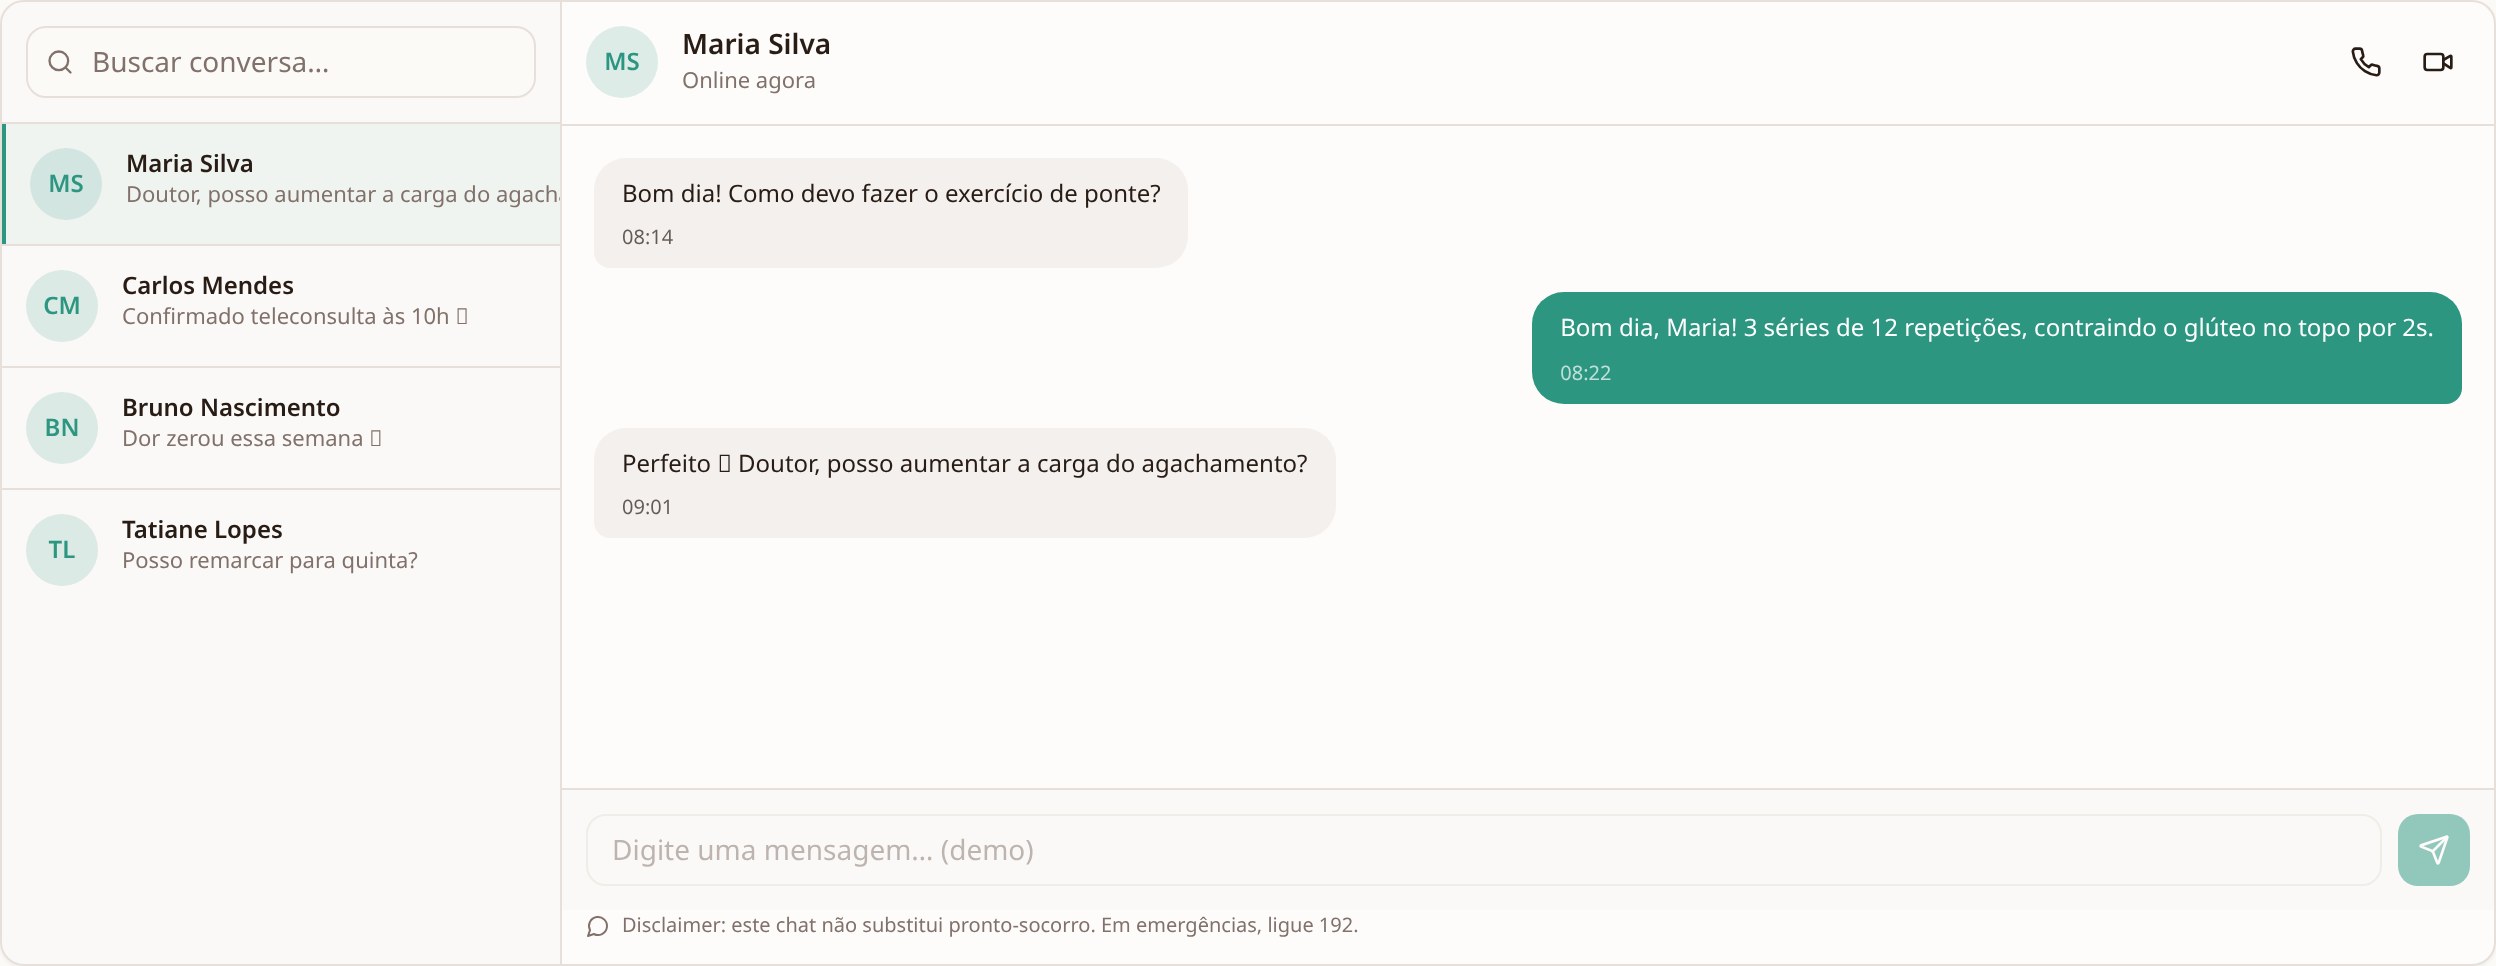 Buscar conversa...
MS
Maria Silva
Doutor, posso aumentar a carga do agach
CM
Carlos Mendes
Confirmado teleconsulta às 10h
BN
Bruno Nascimento
Dor zerou essa semana
TL
Tatiane Lopes
Posso remarcar para quinta?
MS
Maria Silva
Online agora
Bom dia! Como devo fazer o exercício de ponte?
08:14
Bom dia, Maria! 3 séries de 12 repetições, contraindo o glúteo no topo por 2s.
08:22
Perfeito ▯ Doutor, posso aumentar a carga do agachamento?
09:01
Digite uma mensagem... (demo)
Disclaimer: este chat não substitui pronto-socorro. Em emergências, ligue 192.